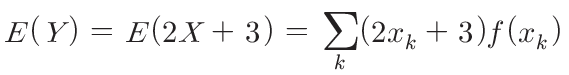 E(Y) = E(2X + 3) = ∑_k (2x_k + 3) f(x_k)